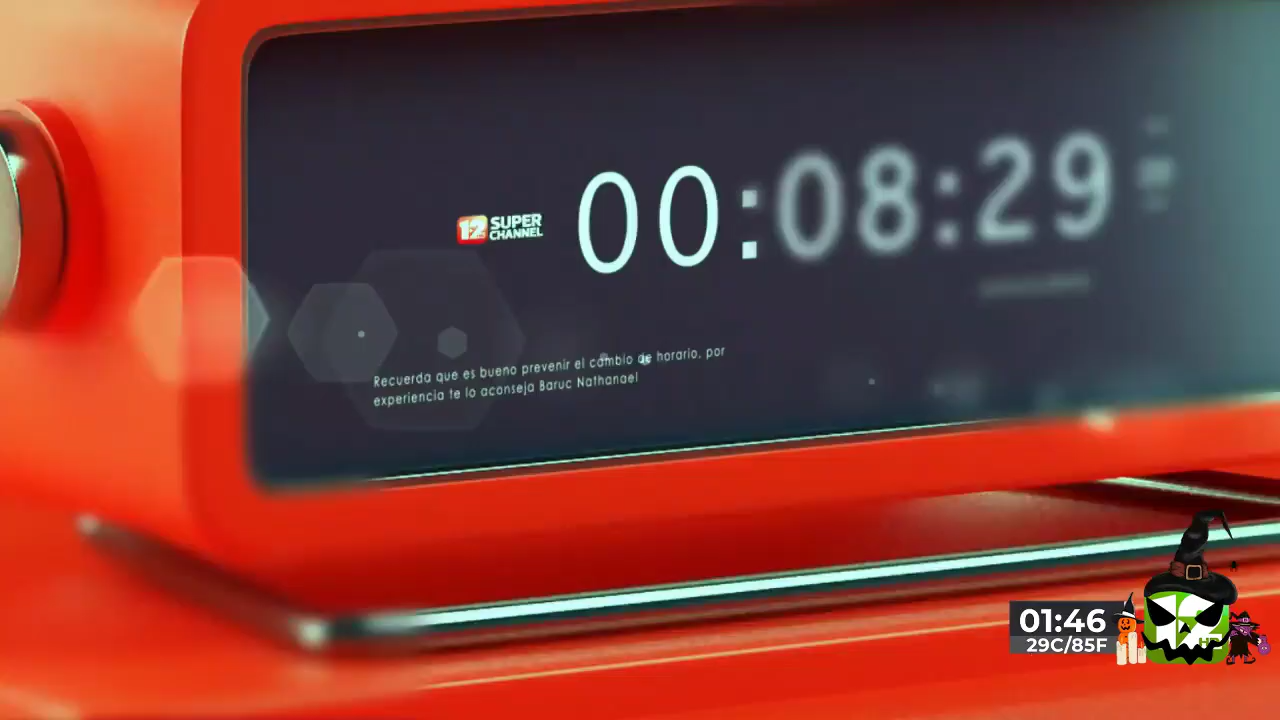 12
SUPER
CHANNEL
00:08:29
Recuerda que es bueno prevenir el cambio de horario, por
experiencia te lo aconseja Baruc Nathanael
01:46
29C/85F